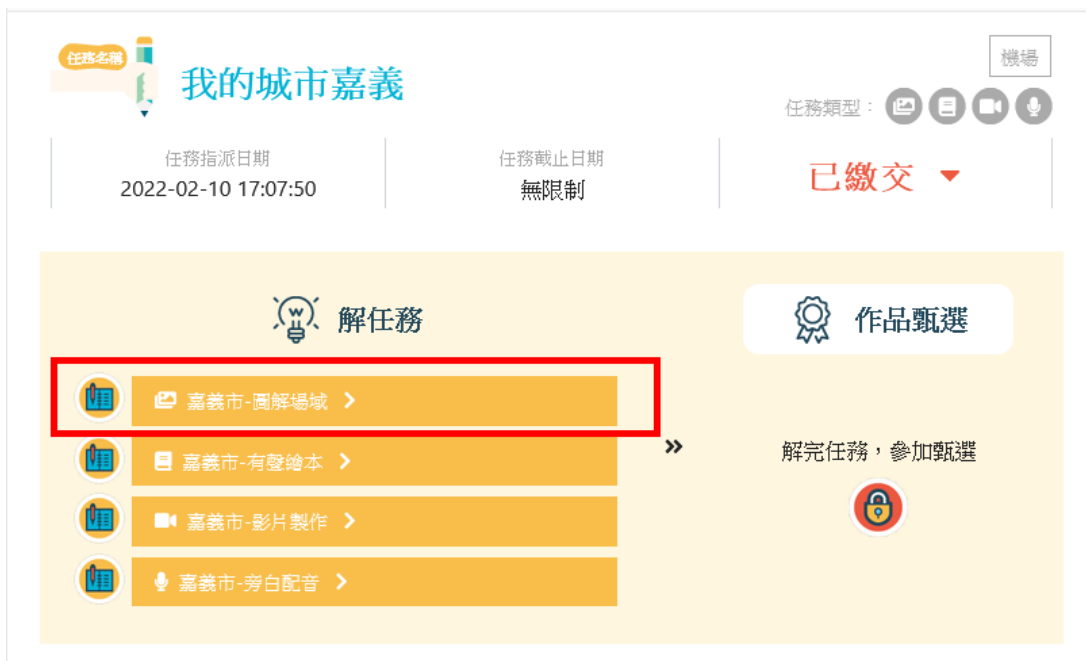 任務名稱
我的城市嘉義
機場
任務類型：
任務指派日期
2022-02-10 17:07:50
任務截止日期
無限制
已繳交
解任務
作品甄選
嘉義市-圖解場域
嘉義市-有聲繪本
嘉義市-影片製作
嘉義市-旁白配音
解完任務，參加甄選